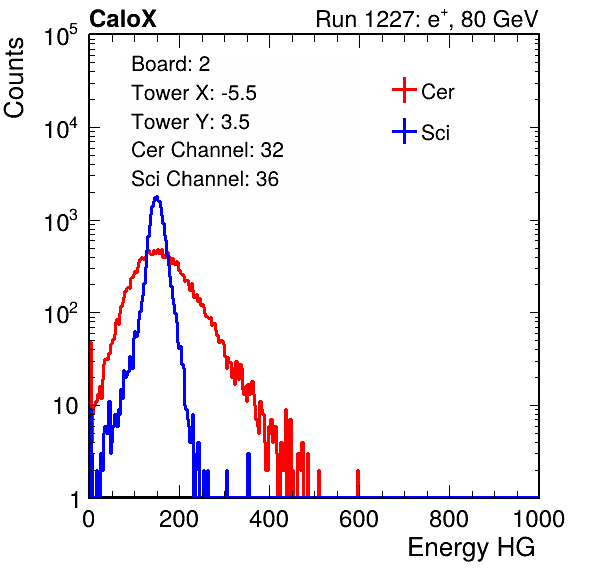 CaloX Run 1227: e⁺, 80 GeV
Counts
Board: 2
Tower X: -5.5
Tower Y: 3.5
Cer Channel: 32
Sci Channel: 36
Cer
Sci
10⁵
10⁴
10³
10²
10
1
0 200 400 600 800 1000
Energy HG